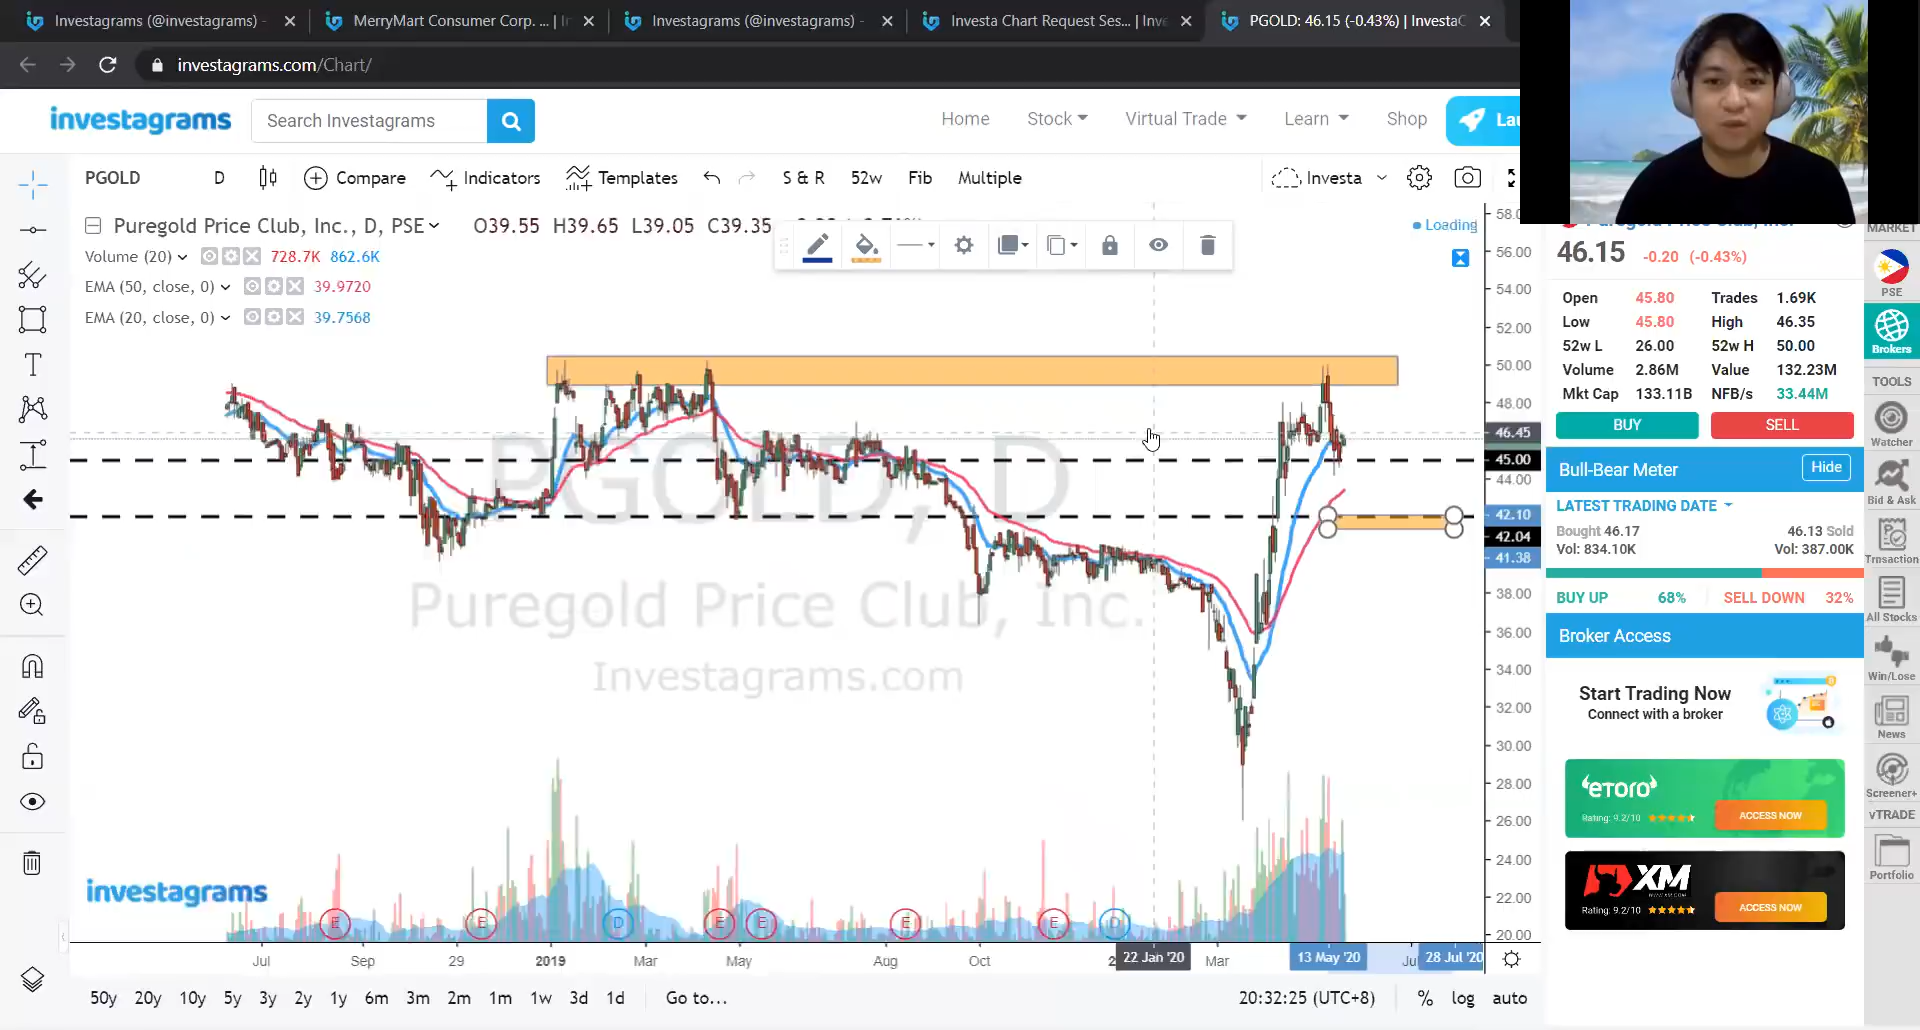 Investagrams (@investagrams) -
MerryMart Consumer Corp. ... | In
Investagrams (@investagrams) -
Investa Chart Request Ses... | Inve
PGOLD: 46.15 (-0.43%) | InvestaC
investagrams.com/Chart/
investagrams
Search Investagrams
Home
Stock
Virtual Trade
Learn
Shop
Lau
PGOLD
D
Compare
Indicators
Templates
S & R
52w
Fib
Multiple
Investa
Puregold Price Club, Inc., D, PSE
O39.55 H39.65 L39.05 C39.35
Loading
Volume (20)
728.7K 862.6K
EMA (50, close, 0)
39.9720
EMA (20, close, 0)
39.7568
PGOLD, D
Puregold Price Club, Inc.
Investagrams.com
investagrams
58.0
56.00
54.00
52.00
50.00
48.00
46.45
45.00
44.00
42.10
42.04
41.38
38.00
36.00
34.00
32.00
30.00
28.00
26.00
24.00
22.00
20.00
E
E
D
E
E
E
E
D
Jul
Sep
29
2019
Mar
May
Aug
Oct
2
22 Jan '20
Mar
13 May '20
Ju
28 Jul '20
50y 20y 10y 5y 3y 2y 1y 6m 3m 2m 1m 1w 3d 1d
Go to...
20:32:25 (UTC+8)
% log auto
46.15 -0.20 (-0.43%)
Open 45.80 Trades 1.69K
Low 45.80 High 46.35
52w L 26.00 52w H 50.00
Volume 2.86M Value 132.23M
Mkt Cap 133.11B NFB/s 33.44M
BUY
SELL
Bull-Bear Meter
Hide
LATEST TRADING DATE
Bought 46.17 46.13 Sold
Vol: 834.10K Vol: 387.00K
BUY UP 68% SELL DOWN 32%
Broker Access
Start Trading Now
Connect with a broker
eToro
Rating: 9.2/10
ACCESS NOW
XM
Rating: 9.2/10
ACCESS NOW
MARKET
PSE
Brokers
TOOLS
Watcher
Bid & Ask
Trnsaction
All Stocks
Win/Lose
News
Screener+
vTRADE
Portfolio